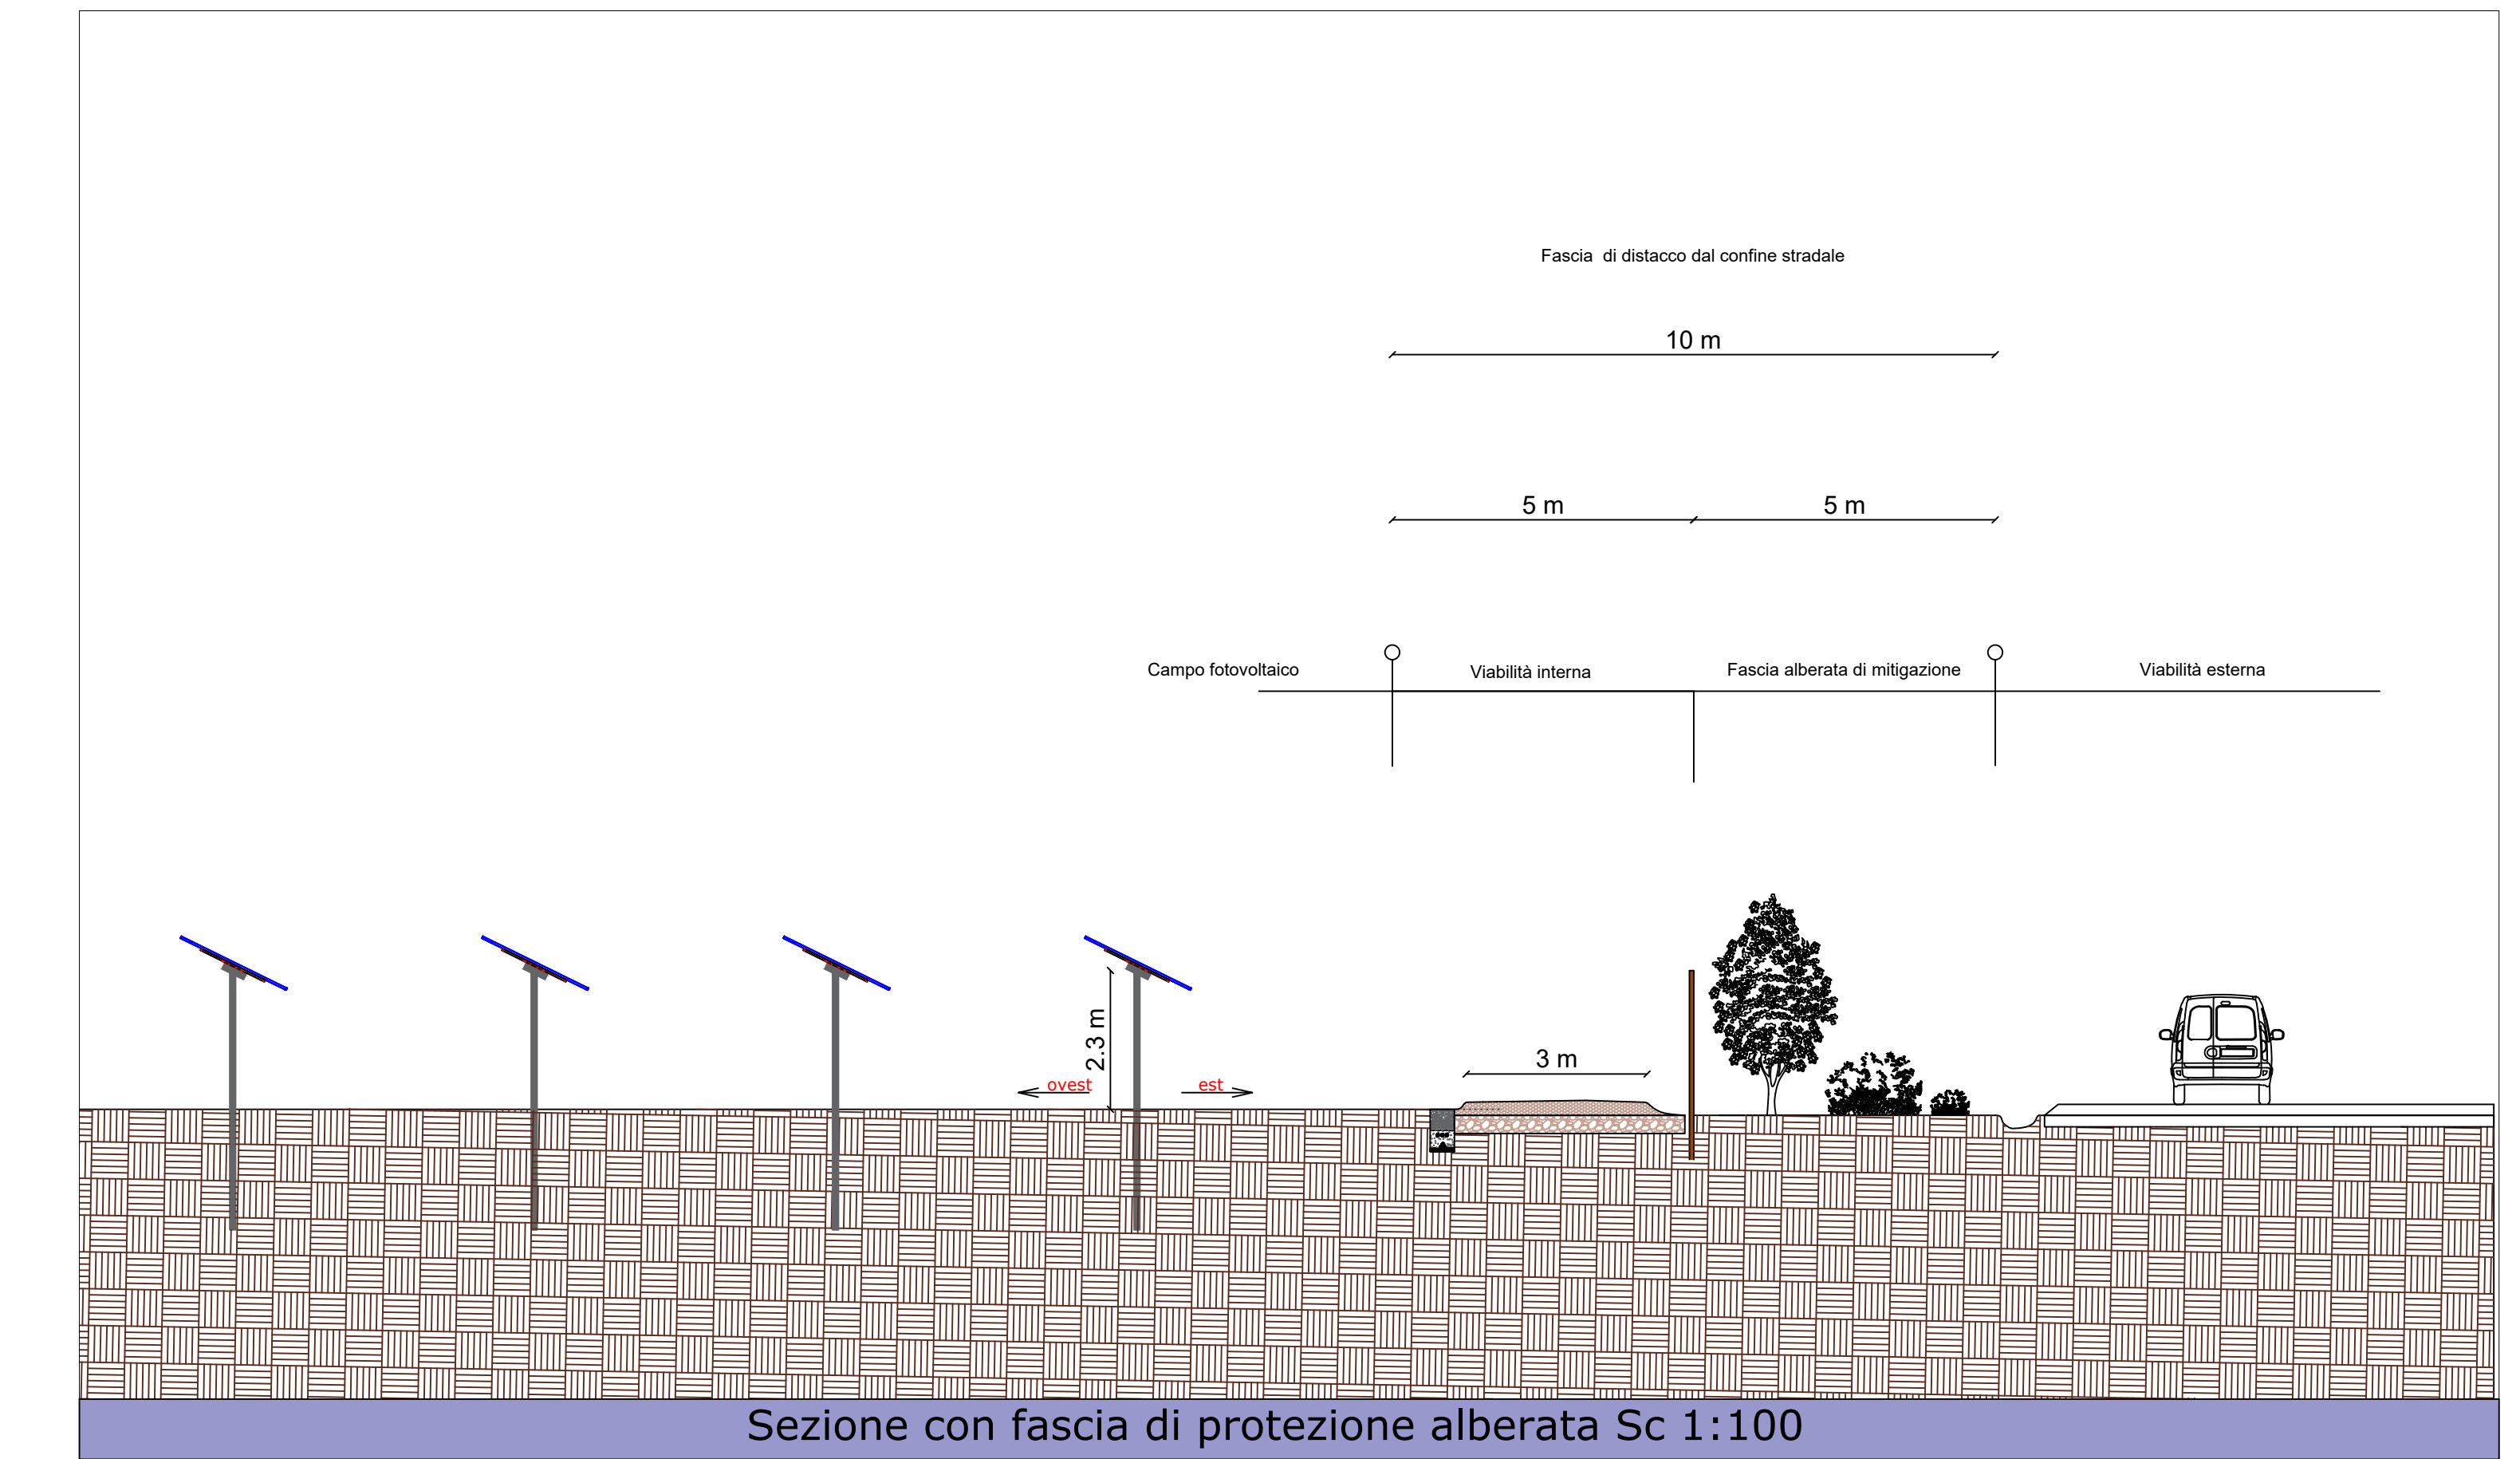 Fascia di distacco dal confine stradale
10 m
5 m
5 m
Campo fotovoltaico
Viabilità interna
Fascia alberata di mitigazione
Viabilità esterna
2.3 m
3 m
ovest
est
Sezione con fascia di protezione alberata Sc 1:100